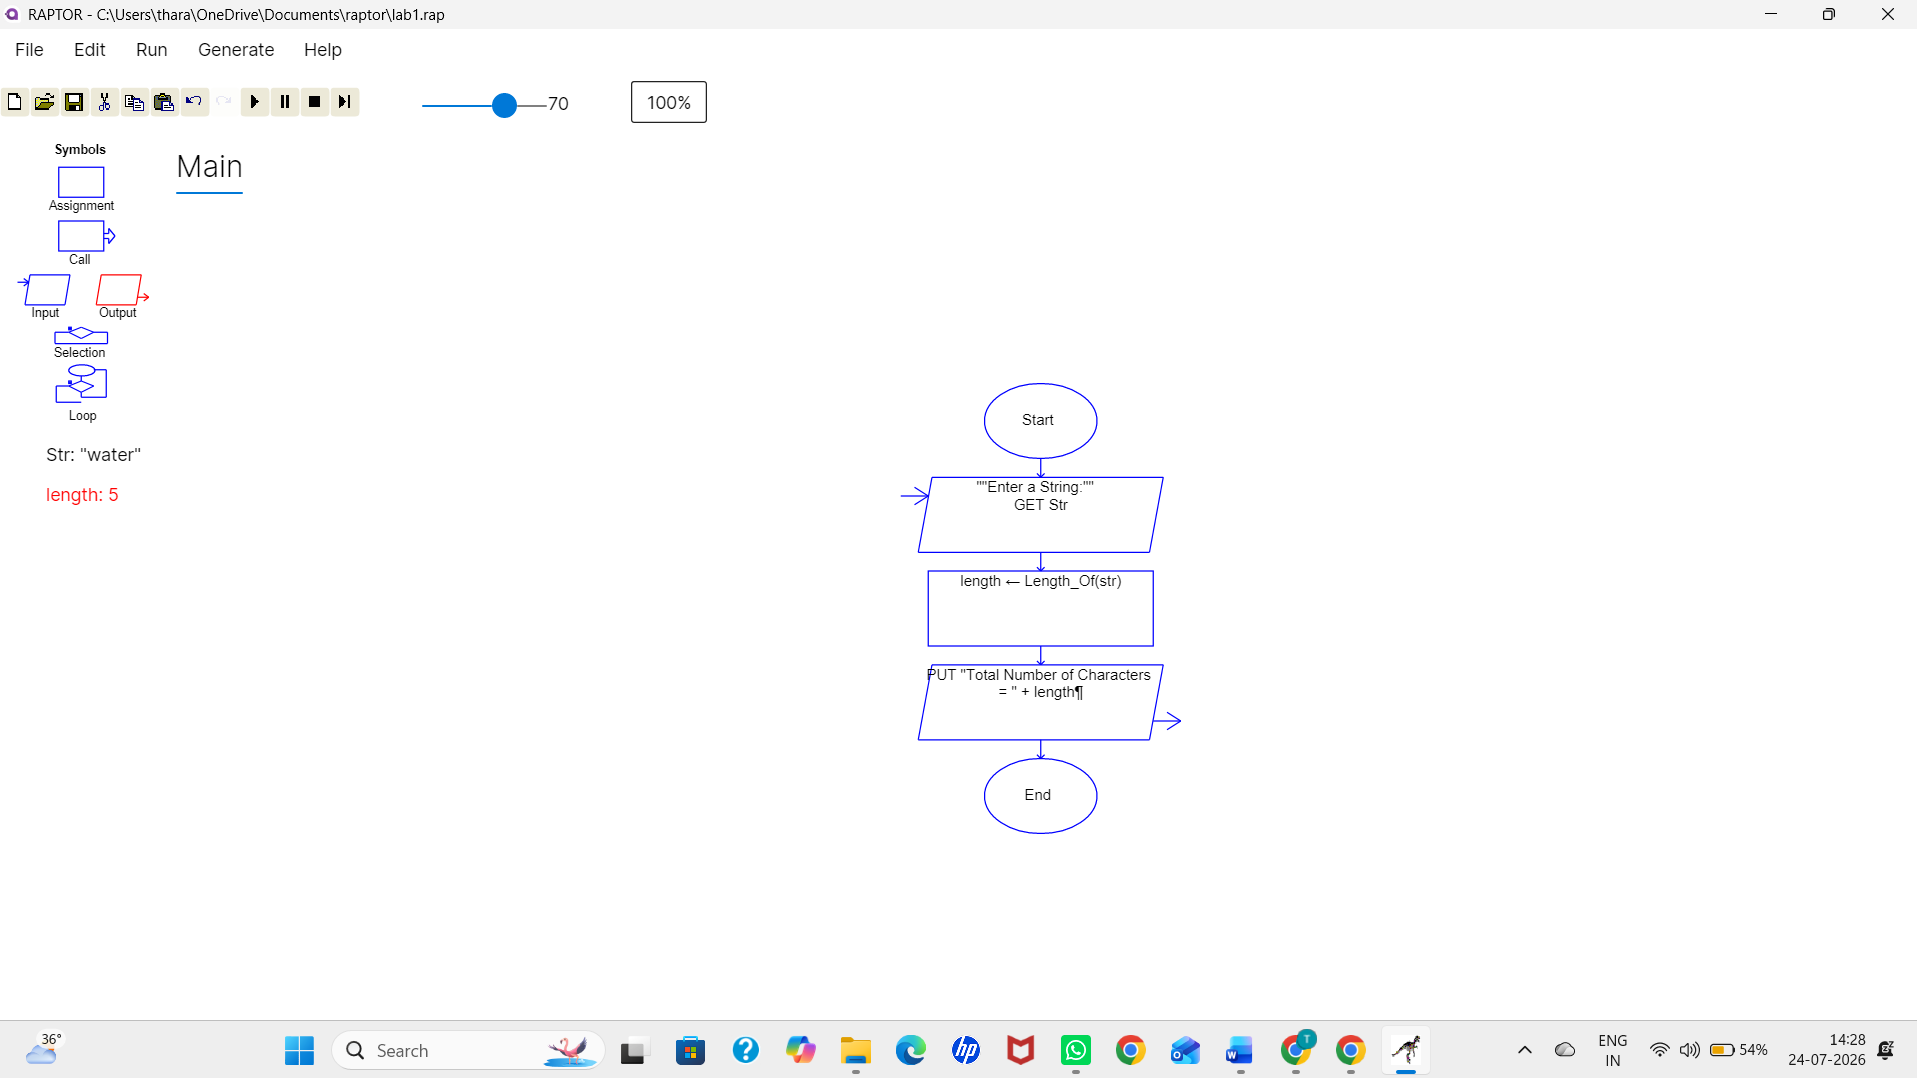 RAPTOR - C:\Users\thara\OneDrive\Documents\raptor\lab1.rap
File Edit Run Generate Help
70
100%
Symbols
Main
Assignment
Call
Input Output
Selection
Loop
Str: "water"
length: 5
Start
""Enter a String:""
GET Str
length ← Length_Of(str)
PUT "Total Number of Characters
= " + length¶
End
36°
Search
?
hp
O
W
T
W
ENG
IN
54%
14:28
24-07-2026